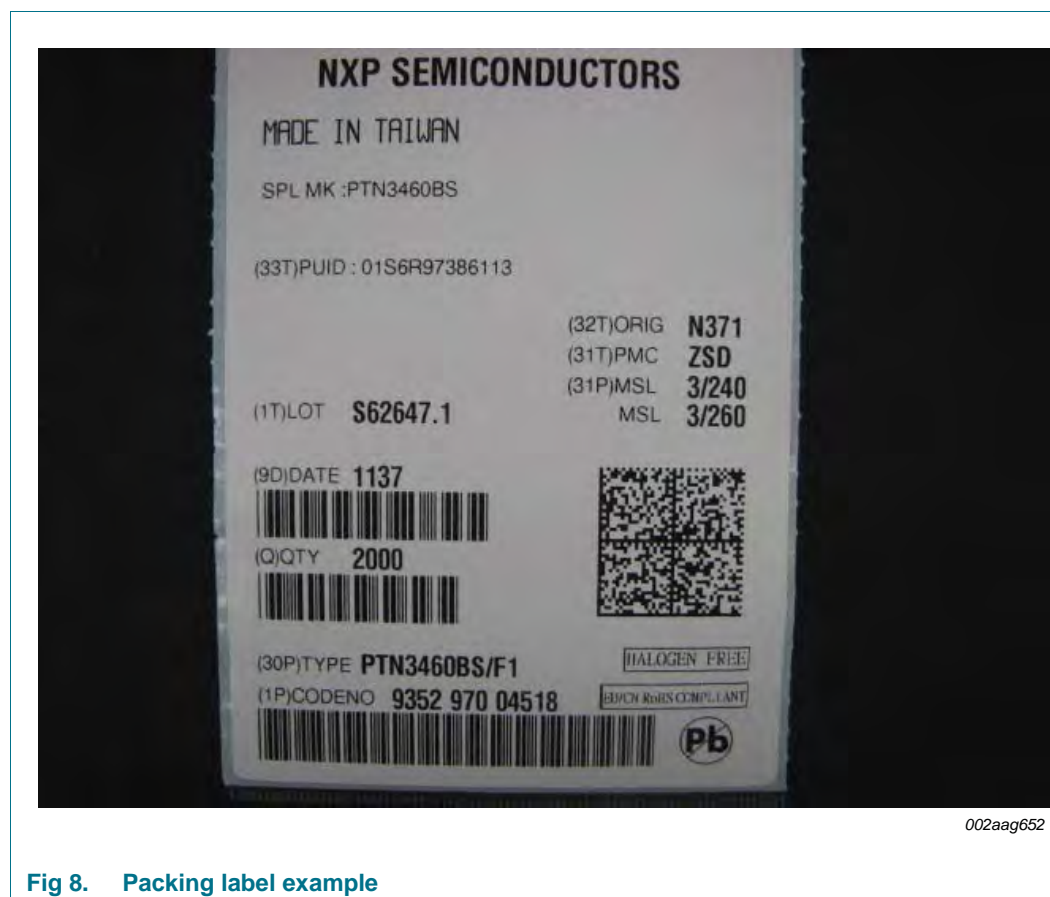 NXP SEMICONDUCTORS
MADE IN TAIWAN
SPL MK :PTN3460BS
(33T)PUID : 01S6R97386113
(32T)ORIG N371
(31T)PMC ZSD
(31P)MSL 3/240
(1T)LOT S62647.1 MSL 3/260
(9D)DATE 1137
(Q)QTY 2000
(30P)TYPE PTN3460BS/F1 HALOGEN FREE
(1P)CODENO 9352 970 04518 EU/CN RoHS COMPLIANT
Pb
002aag652
Fig 8. Packing label example